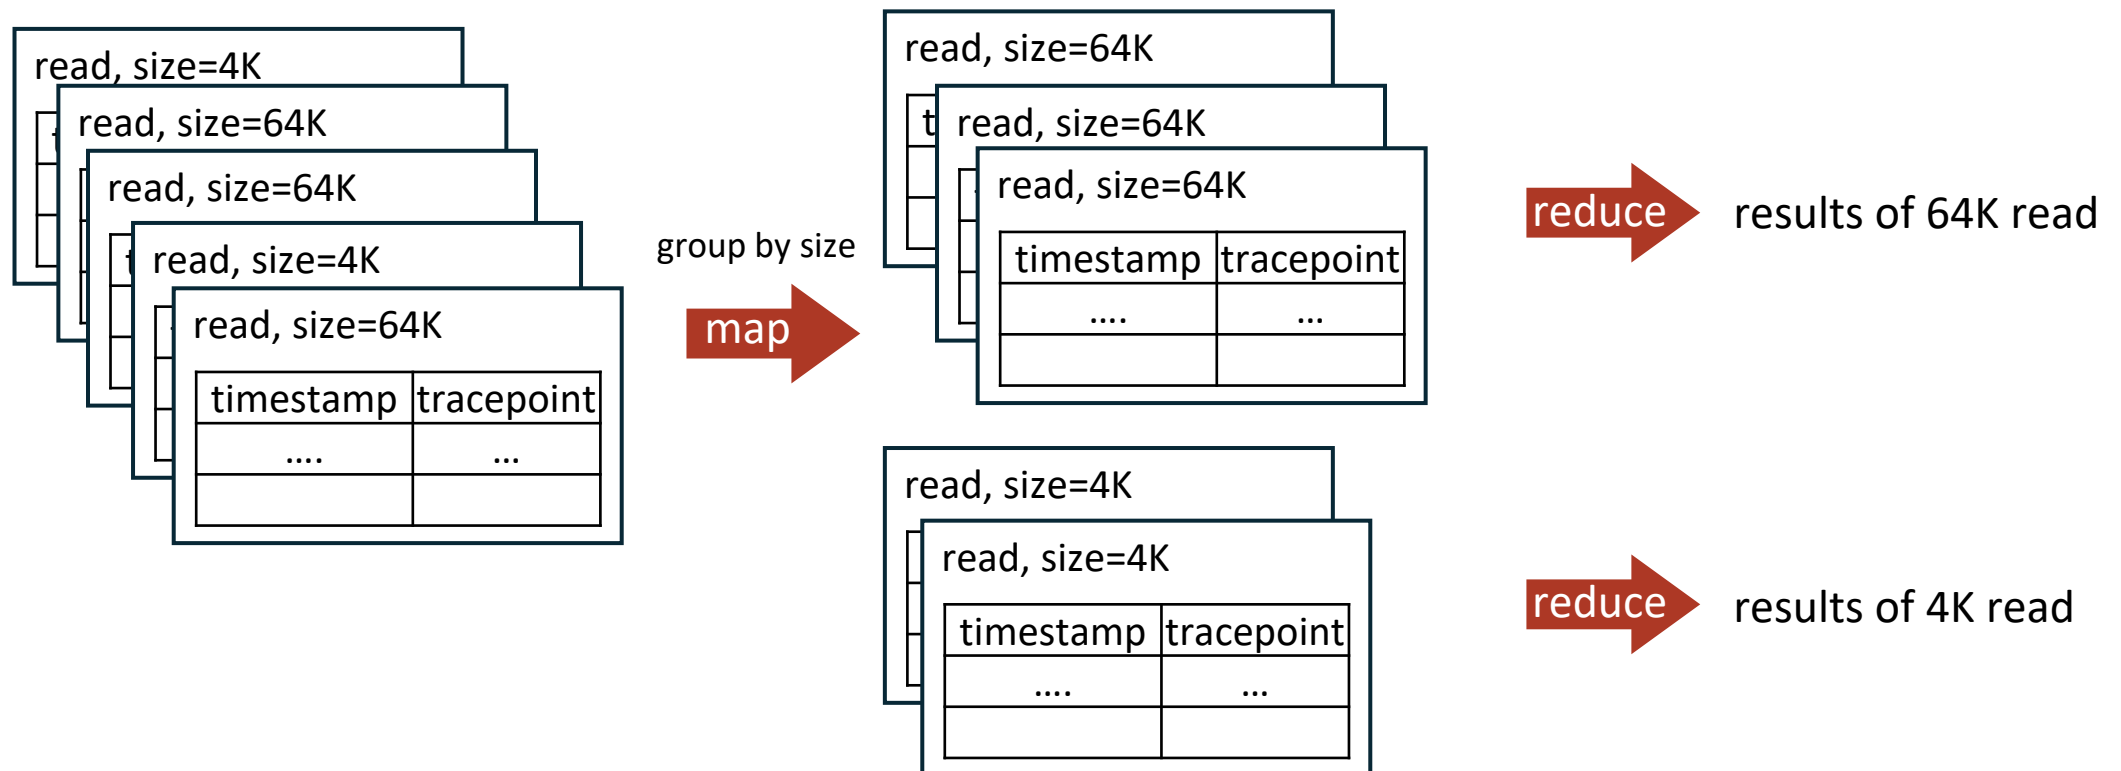 read, size=4K
read, size=64K
read, size=64K
read, size=4K
read, size=64K
timestamp tracepoint
.... ...
group by size
map
read, size=64K
t
read, size=64K
read, size=64K
timestamp tracepoint
.... ...
reduce
results of 64K read
read, size=4K
read, size=4K
timestamp tracepoint
.... ...
reduce
results of 4K read